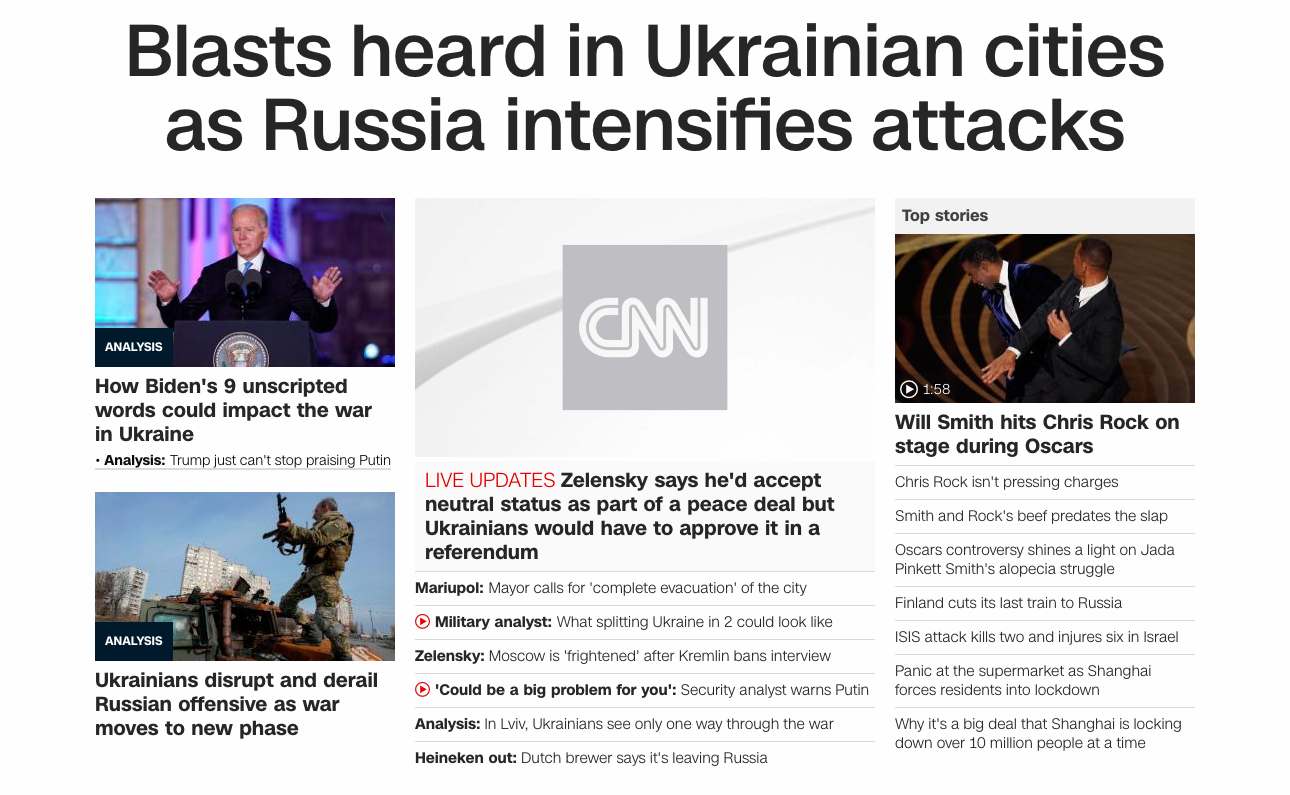 Blasts heard in Ukrainian cities
as Russia intensifies attacks
ANALYSIS
How Biden's 9 unscripted
words could impact the war
in Ukraine
• Analysis: Trump just can't stop praising Putin
ANALYSIS
Ukrainians disrupt and derail
Russian offensive as war
moves to new phase
CNN
LIVE UPDATES Zelensky says he'd accept
neutral status as part of a peace deal but
Ukrainians would have to approve it in a
referendum
Mariupol: Mayor calls for 'complete evacuation' of the city
Military analyst: What splitting Ukraine in 2 could look like
Zelensky: Moscow is 'frightened' after Kremlin bans interview
'Could be a big problem for you': Security analyst warns Putin
Analysis: In Lviv, Ukrainians see only one way through the war
Heineken out: Dutch brewer says it's leaving Russia
Top stories
1:58
Will Smith hits Chris Rock on
stage during Oscars
Chris Rock isn't pressing charges
Smith and Rock's beef predates the slap
Oscars controversy shines a light on Jada
Pinkett Smith's alopecia struggle
Finland cuts its last train to Russia
ISIS attack kills two and injures six in Israel
Panic at the supermarket as Shanghai
forces residents into lockdown
Why it's a big deal that Shanghai is locking
down over 10 million people at a time